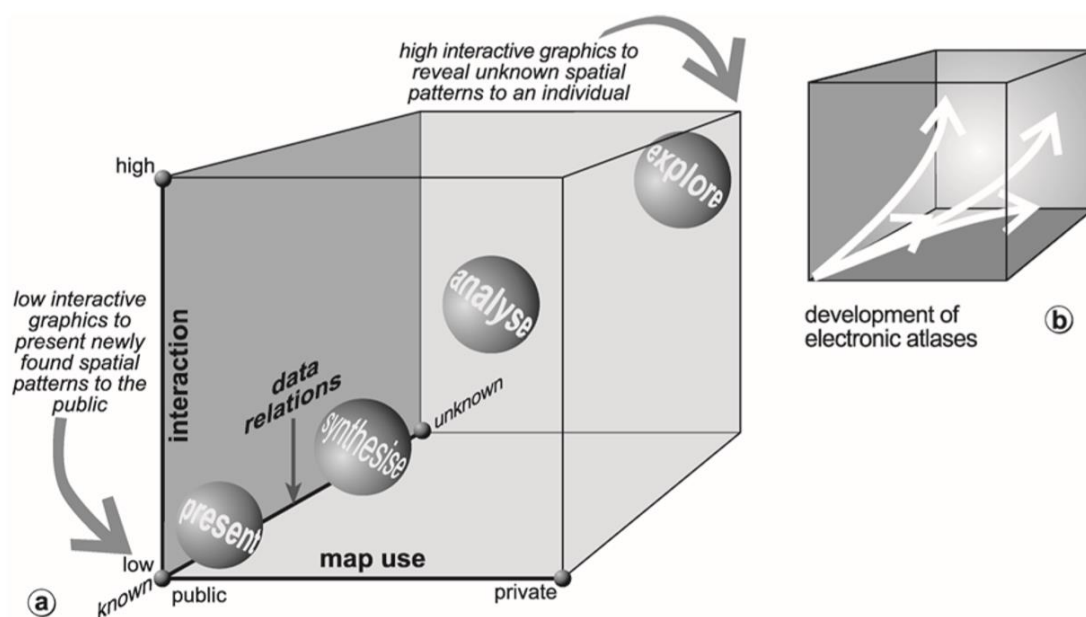 high interactive graphics to
reveal unknown spatial
patterns to an individual
high
explore
low interactive
graphics to
present newly
found spatial
patterns to the
public
interaction
analyse
data
relations
unknown
synthesise
present
map use
low
known
public
private
a
development of
electronic atlases
b